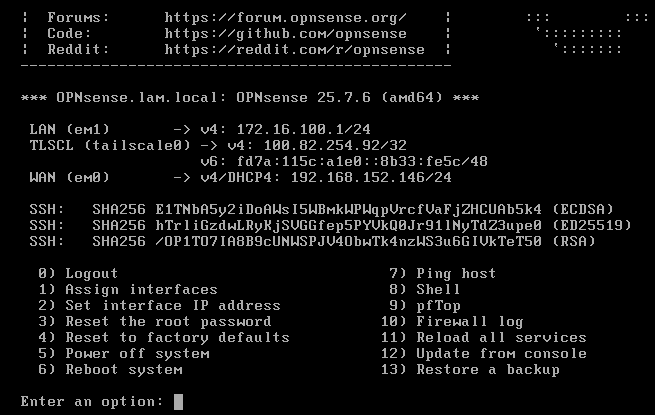 | Forums: https://forum.opnsense.org/ | ::: :::
| Code: https://github.com/opnsense | `:::::::::
| Reddit: https://reddit.com/r/opnsense | `:::::::
----------------------------------------------
*** OPNsense.lam.local: OPNsense 25.7.6 (amd64) ***
LAN (em1) -> v4: 172.16.100.1/24
TLSCL (tailscale0) -> v4: 100.82.254.92/32
v6: fd7a:115c:a1e0::8b33:fe5c/48
WAN (em0) -> v4/DHCP4: 192.168.152.146/24
SSH: SHA256 E1TNbA5y2iDoAWsI5WBmkWPWqpVrcfVaFjZHCUAb5k4 (ECDSA)
SSH: SHA256 hTrliGzdwLRyKjSVGGfep5PYVkQ0Jr91lNyTdZ3upe0 (ED25519)
SSH: SHA256 /OP1TO7IA8B9cUNWSPJV4ObwTk4nzWS3u6GIVkTeT50 (RSA)
0) Logout 7) Ping host
1) Assign interfaces 8) Shell
2) Set interface IP address 9) pfTop
3) Reset the root password 10) Firewall log
4) Reset to factory defaults 11) Reload all services
5) Power off system 12) Update from console
6) Reboot system 13) Restore a backup
Enter an option: